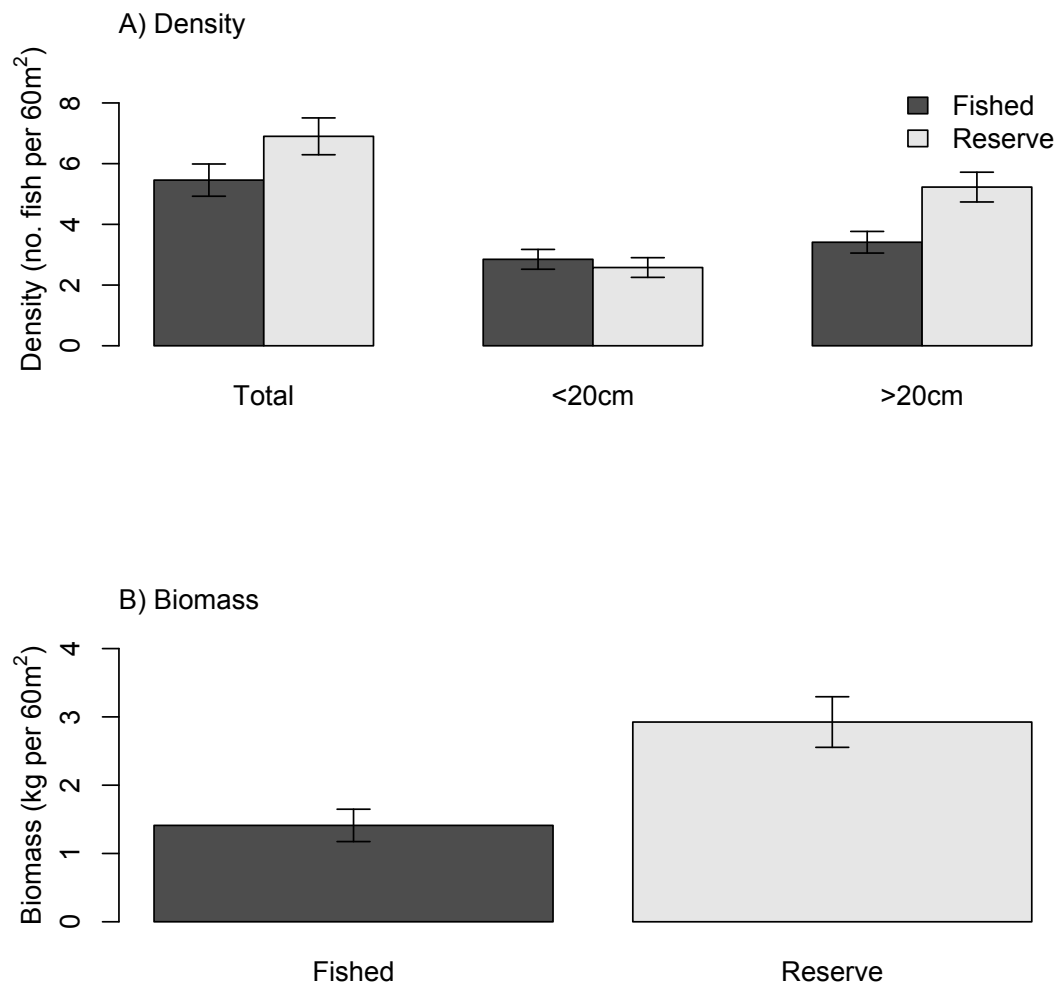 A) Density
Density (no. fish per 60m²)
8
6
4
2
0
Fished
Reserve
Total
<20cm
>20cm
B) Biomass
Biomass (kg per 60m²)
4
3
2
1
0
Fished
Reserve